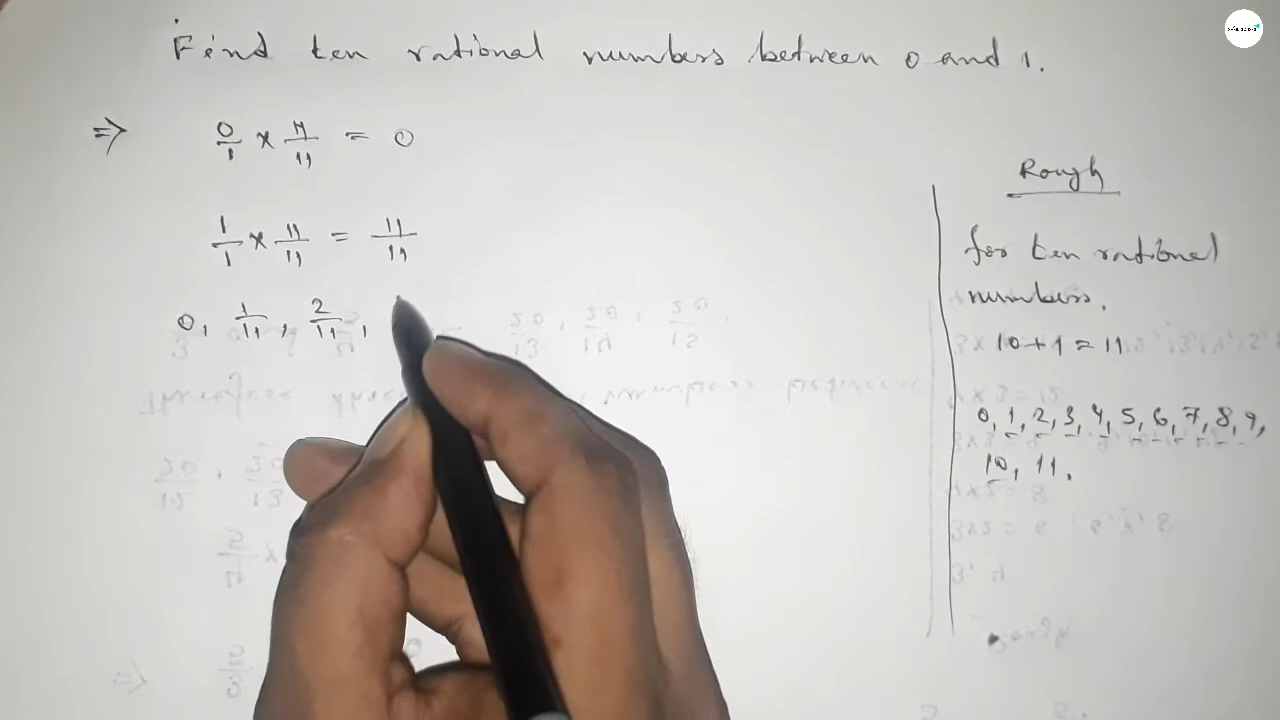 Find ten rational numbers between 0 and 1.
⇒ 0/1 × 11/11 = 0
1/1 × 11/11 = 11/11
0, 1/11, 2/11,
Rough
for ten rational
numbers.
10+1 = 11
0, 1, 2, 3, 4, 5, 6, 7, 8, 9,
10, 11.